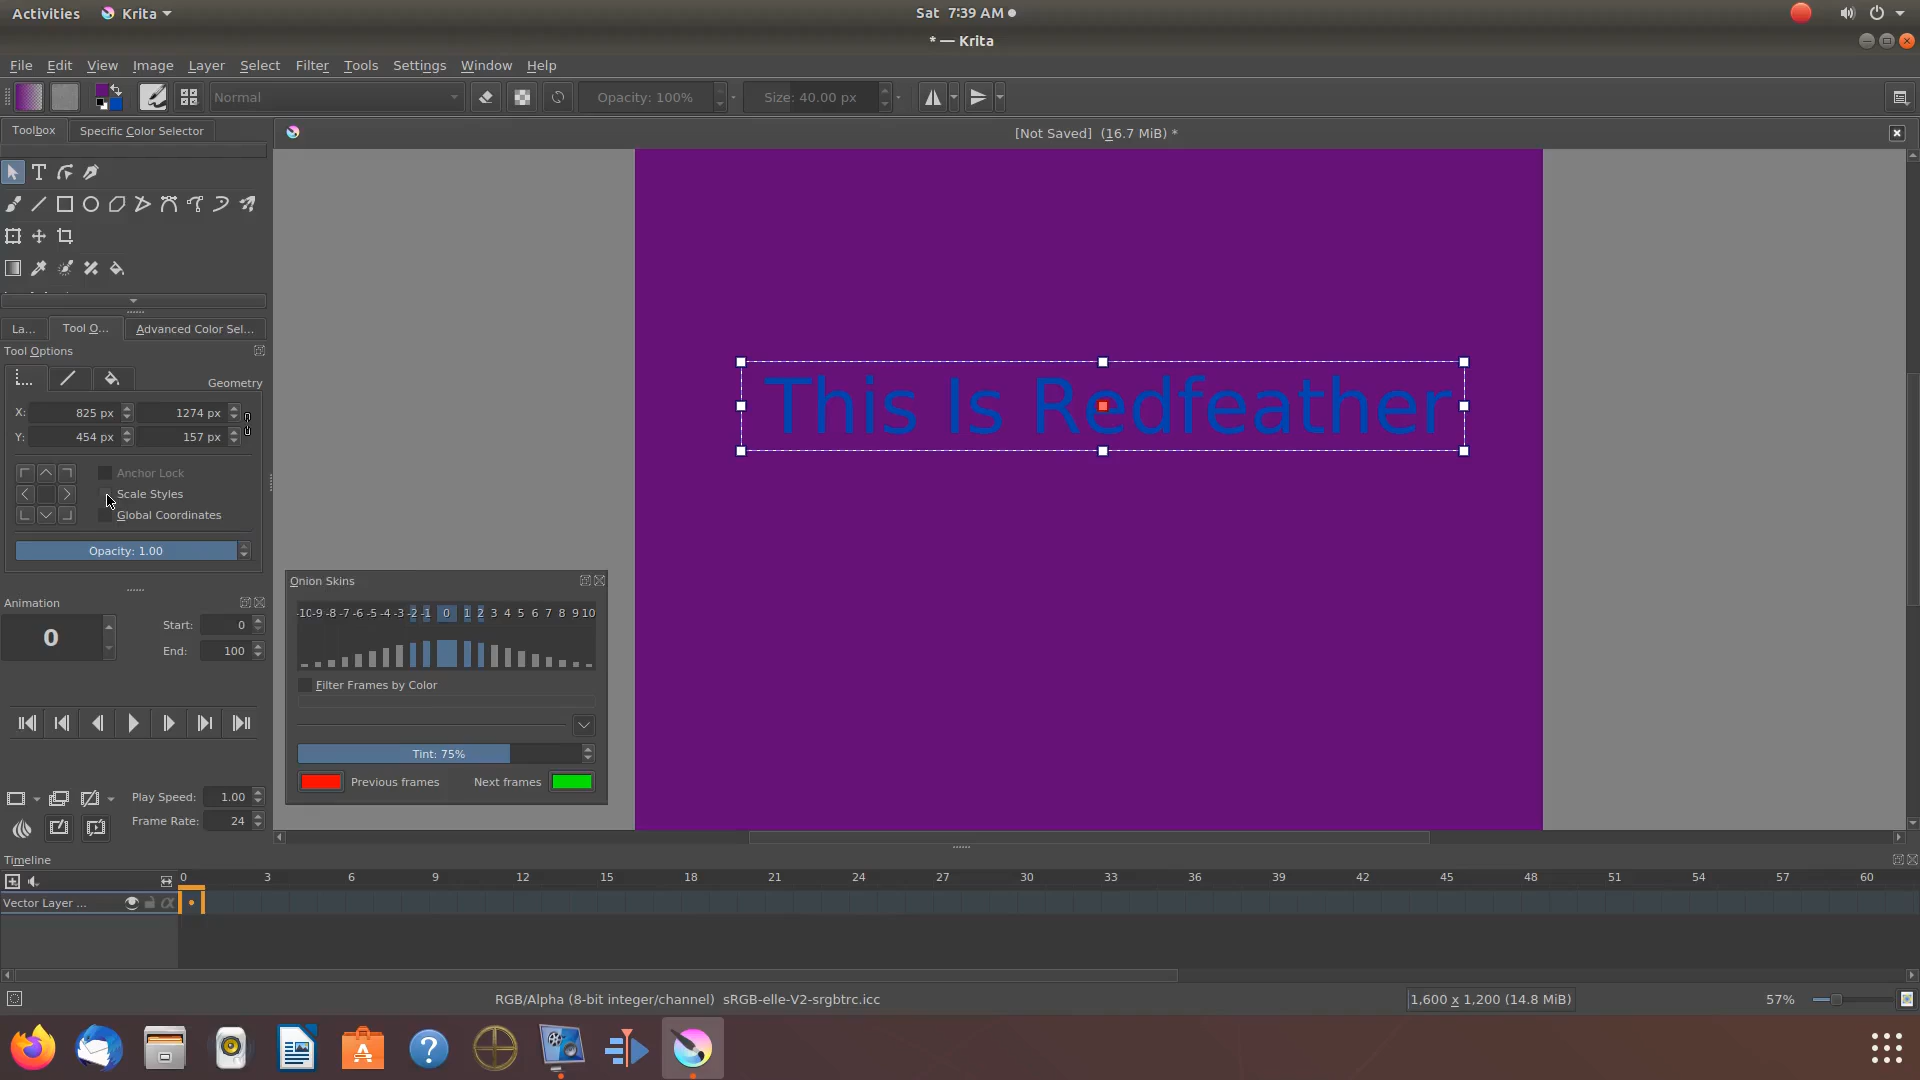 Activities Krita Sat 7:39 AM
* — Krita
File Edit View Image Layer Select Filter Tools Settings Window Help
Normal Opacity: 100% Size: 40.00 px
Toolbox Specific Color Selector [Not Saved] (16.7 MiB) *
La... Tool O... Advanced Color Sel...
Tool Options
Geometry
X: 825 px 1274 px
Y: 454 px 157 px
Anchor Lock
Scale Styles
Global Coordinates
Opacity: 1.00
This Is Redfeather
Onion Skins
-10 -9 -8 -7 -6 -5 -4 -3 -2 -1 0 1 2 3 4 5 6 7 8 9 10
Filter Frames by Color
Tint: 75%
Previous frames Next frames
Animation
0 Start: 0
End: 100
Play Speed: 1.00
Frame Rate: 24
Timeline
0 3 6 9 12 15 18 21 24 27 30 33 36 39 42 45 48 51 54 57 60
Vector Layer ...
RGB/Alpha (8-bit integer/channel) sRGB-elle-V2-srgbtrc.icc 1,600 x 1,200 (14.8 MiB) 57%